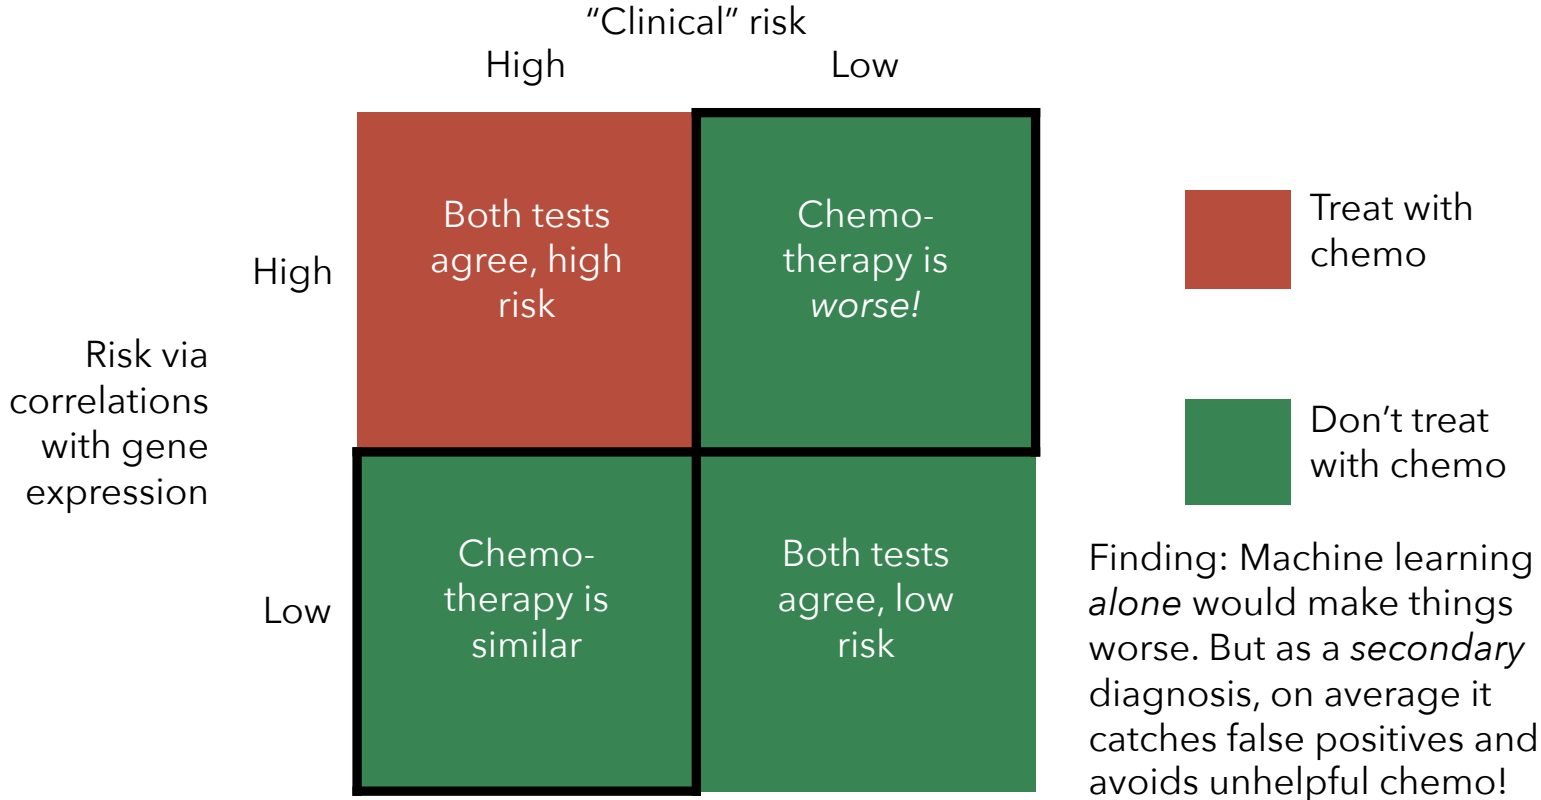 “Clinical” risk
High
Low
Both tests
agree, high
risk
Chemo-
therapy is
worse!
High
Risk via
correlations
with gene
expression
Low
Chemo-
therapy is
similar
Both tests
agree, low
risk
Treat with
chemo
Don’t treat
with chemo
Finding: Machine learning
alone would make things
worse. But as a secondary
diagnosis, on average it
catches false positives and
avoids unhelpful chemo!